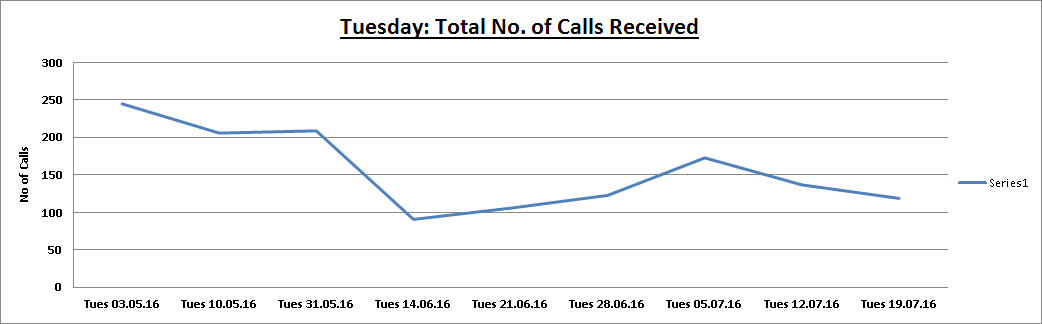 Tuesday: Total No. of Calls Received
300
250
200
150
100
50
0
No of Calls
Tues 03.05.16 Tues 10.05.16 Tues 31.05.16 Tues 14.06.16 Tues 21.06.16 Tues 28.06.16 Tues 05.07.16 Tues 12.07.16 Tues 19.07.16
Series1